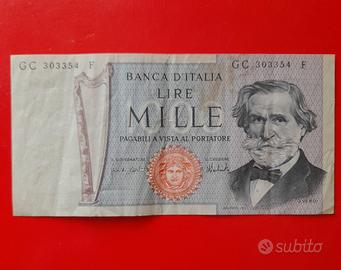 GC 303354 F
GC 303354 F
BANCA D'ITALIA
LIRE
MILLE
PAGABILI A VISTA AL PORTATORE
IL GOVERNATORE
IL CASSIERE
G. VERDI
subito